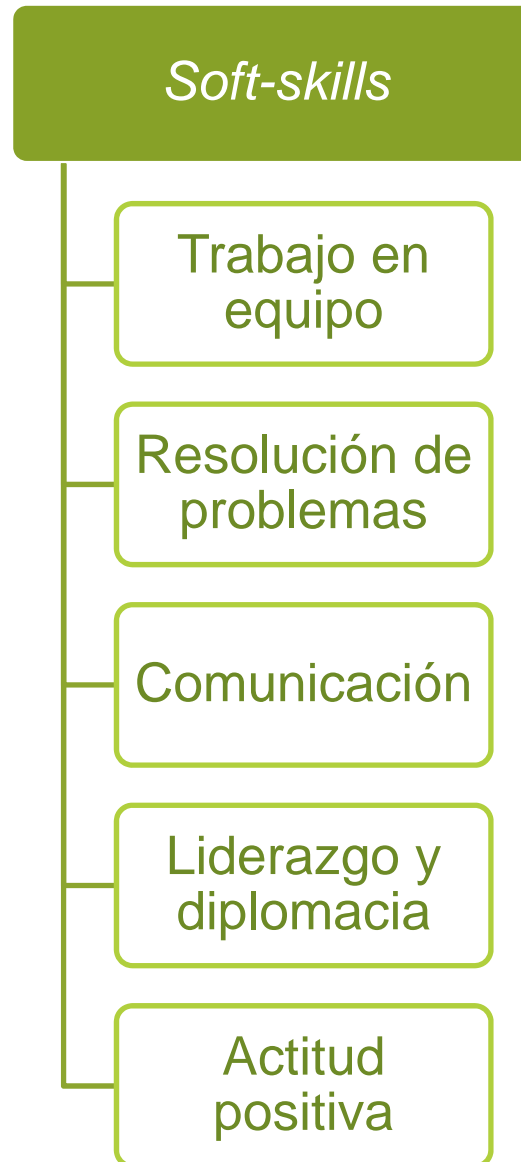 Soft-skills
Trabajo en
equipo
Resolución de
problemas
Comunicación
Liderazgo y
diplomacia
Actitud
positiva